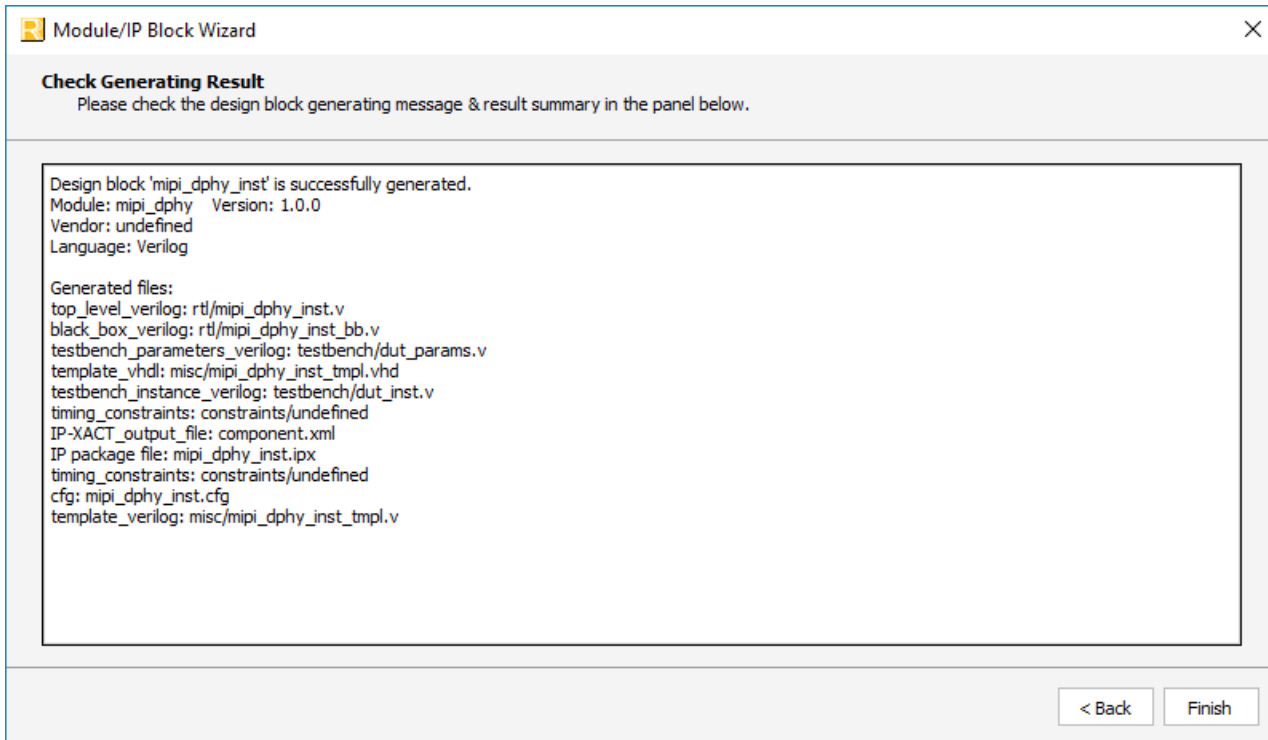 Module/IP Block Wizard
Check Generating Result
Please check the design block generating message & result summary in the panel below.
Design block 'mipi_dphy_inst' is successfully generated.
Module: mipi_dphy    Version: 1.0.0
Vendor: undefined
Language: Verilog
Generated files:
top_level_verilog: rtl/mipi_dphy_inst.v
black_box_verilog: rtl/mipi_dphy_inst_bb.v
testbench_parameters_verilog: testbench/dut_params.v
template_vhdl: misc/mipi_dphy_inst_tmpl.vhd
testbench_instance_verilog: testbench/dut_inst.v
timing_constraints: constraints/undefined
IP-XACT_output_file: component.xml
IP package file: mipi_dphy_inst.ipx
timing_constraints: constraints/undefined
cfg: mipi_dphy_inst.cfg
template_verilog: misc/mipi_dphy_inst_tmpl.v
< Back    Finish